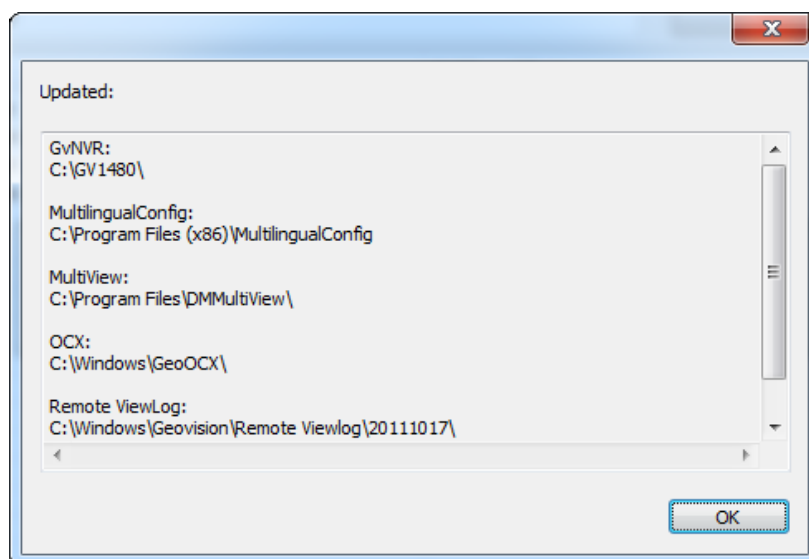 Updated:
GvNVR:
C:\GV1480\
MultilingualConfig:
C:\Program Files (x86)\MultilingualConfig
MultiView:
C:\Program Files\DMMultiView\
OCX:
C:\Windows\GeoOCX\
Remote ViewLog:
C:\Windows\Geovision\Remote Viewlog\20111017\
OK